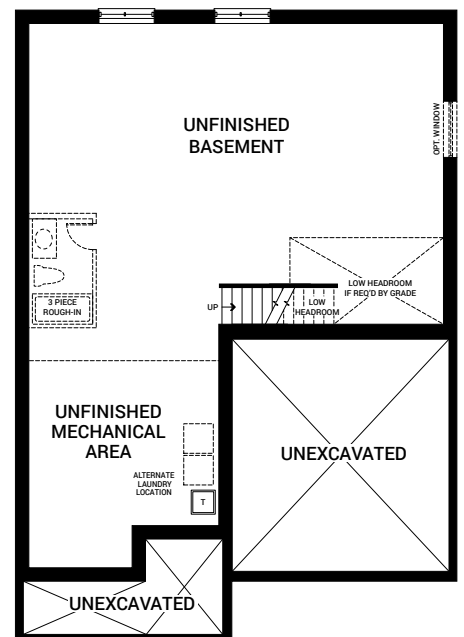 UNFINISHED
BASEMENT
OPT. WINDOW
3 PIECE
ROUGH-IN
UP
LOW
HEADROOM
LOW HEADROOM
IF REQ'D BY GRADE
UNFINISHED
MECHANICAL
AREA
ALTERNATE
LAUNDRY
LOCATION
T
UNEXCAVATED
UNEXCAVATED